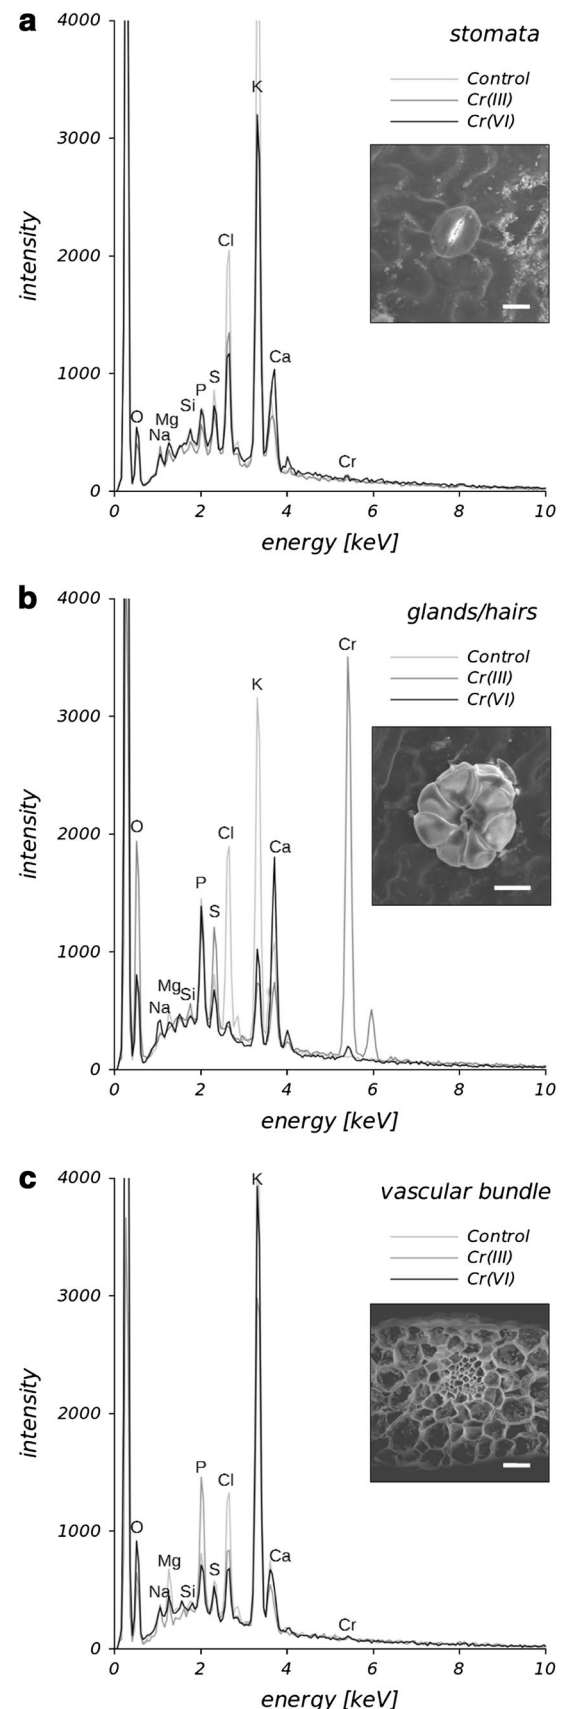 a
stomata
Control
Cr(III)
Cr(VI)
4000
3000
2000
1000
0
intensity
O
Na
Mg
Si
P
S
Cl
K
Ca
Cr
0 2 4 6 8 10
energy [keV]
b
glands/hairs
Control
Cr(III)
Cr(VI)
4000
3000
2000
1000
0
intensity
O
Na
Mg
Si
P
S
Cl
K
Ca
Cr
0 2 4 6 8 10
energy [keV]
c
vascular bundle
Control
Cr(III)
Cr(VI)
4000
3000
2000
1000
0
intensity
O
Na
Mg
Si
P
S
Cl
K
Ca
Cr
0 2 4 6 8 10
energy [keV]